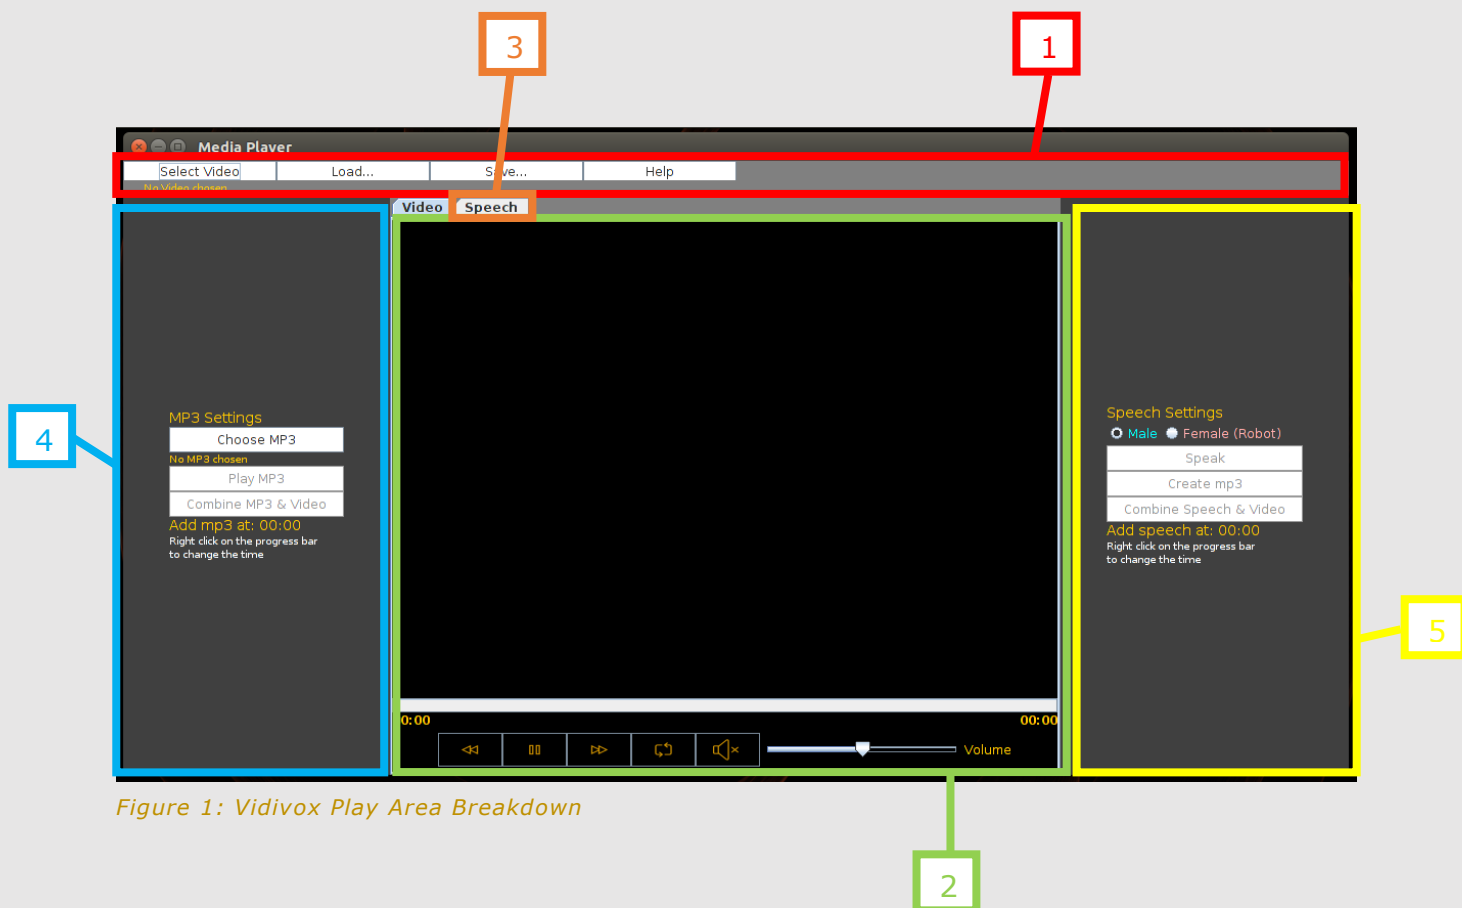 3
1
Media Player
Select Video
Load...
Save...
Help
No Video chosen
Video
Speech
MP3 Settings
Choose MP3
No MP3 chosen
Play MP3
Combine MP3 & Video
Add mp3 at: 00:00
Right click on the progress bar
to change the time
4
Speech Settings
Male
Female (Robot)
Speak
Create mp3
Combine Speech & Video
Add speech at: 00:00
Right click on the progress bar
to change the time
5
0:00
00:00
Volume
Figure 1: Vidivox Play Area Breakdown
2